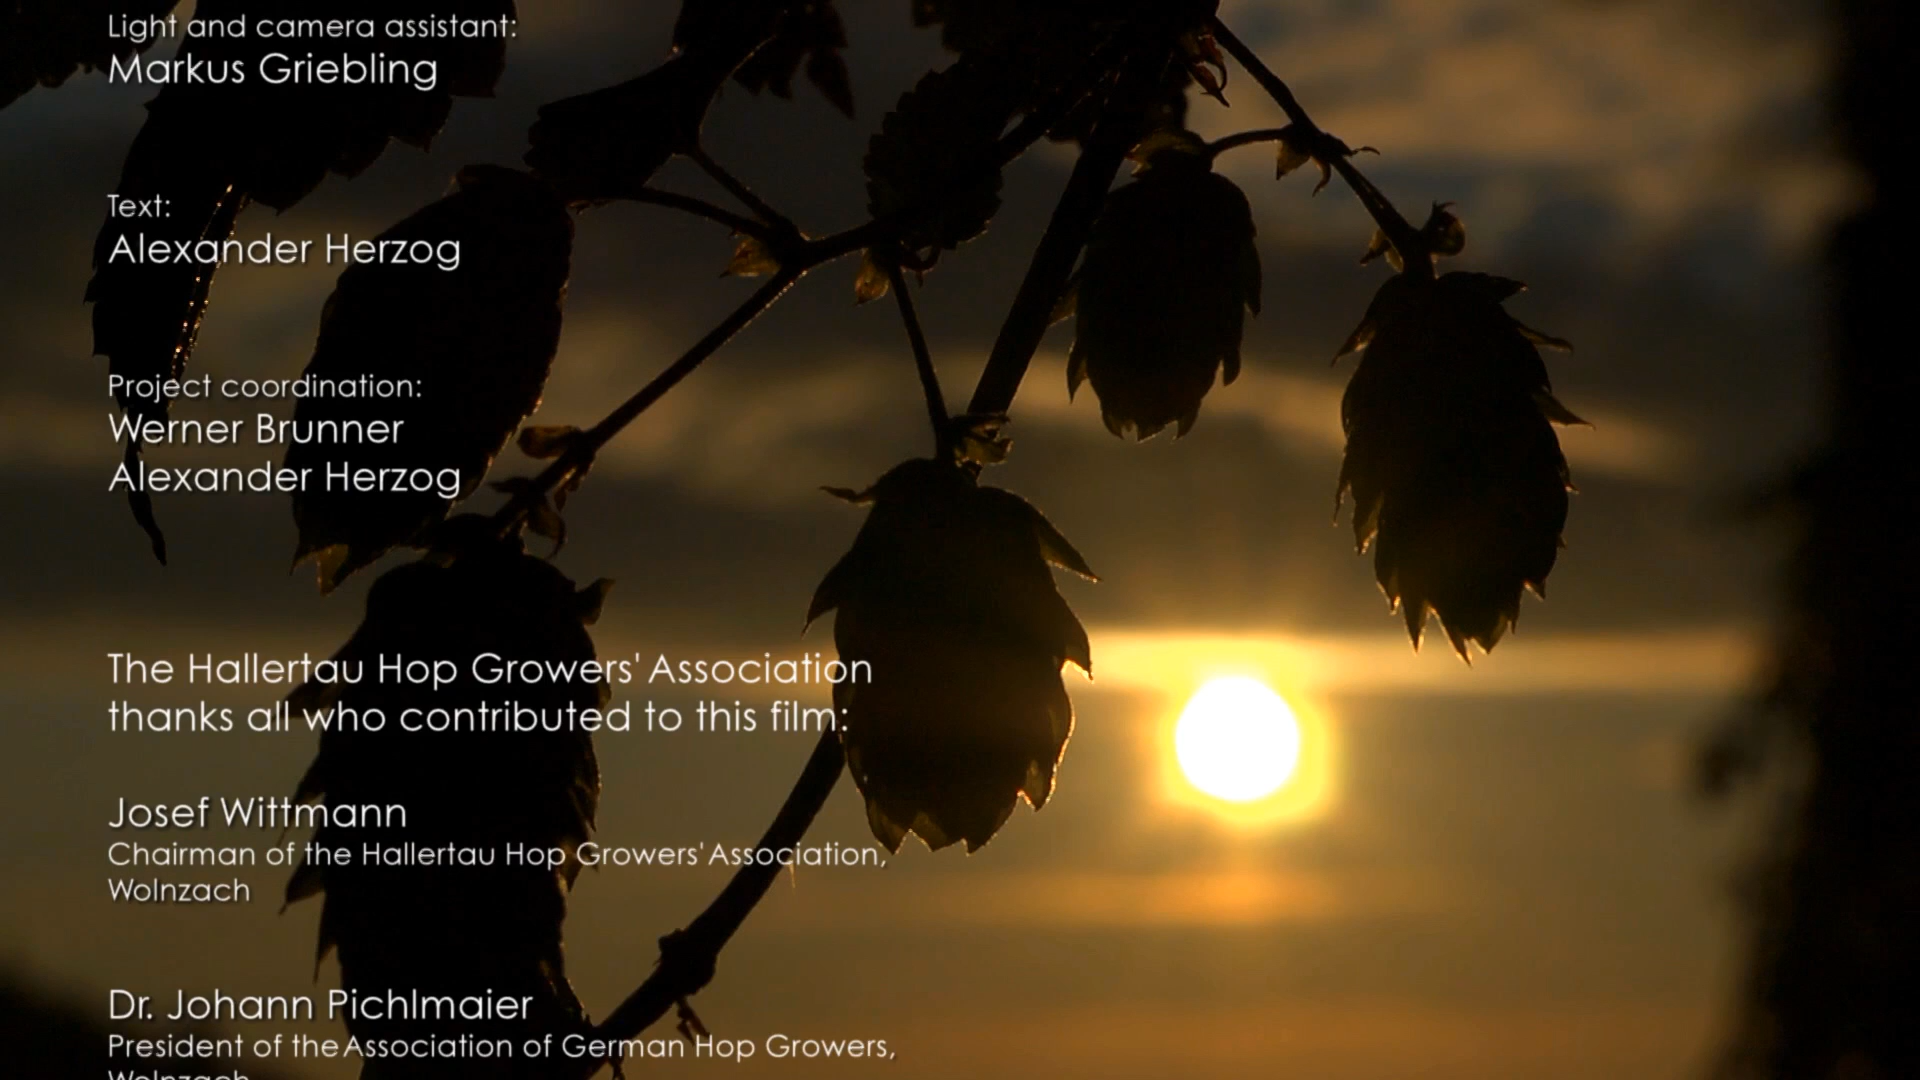 Light and camera assistant:
Markus Griebling
Text:
Alexander Herzog
Project coordination:
Werner Brunner
Alexander Herzog
The Hallertau Hop Growers' Association
thanks all who contributed to this film:
Josef Wittmann
Chairman of the Hallertau Hop Growers' Association,
Wolnzach
Dr. Johann Pichlmaier
President of the Association of German Hop Growers,
Wolnzach